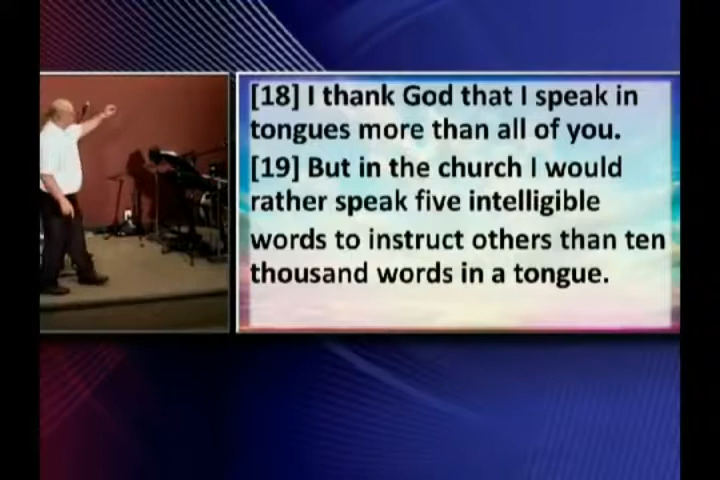 [18] I thank God that I speak in
tongues more than all of you.
[19] But in the church I would
rather speak five intelligible
words to instruct others than ten
thousand words in a tongue.